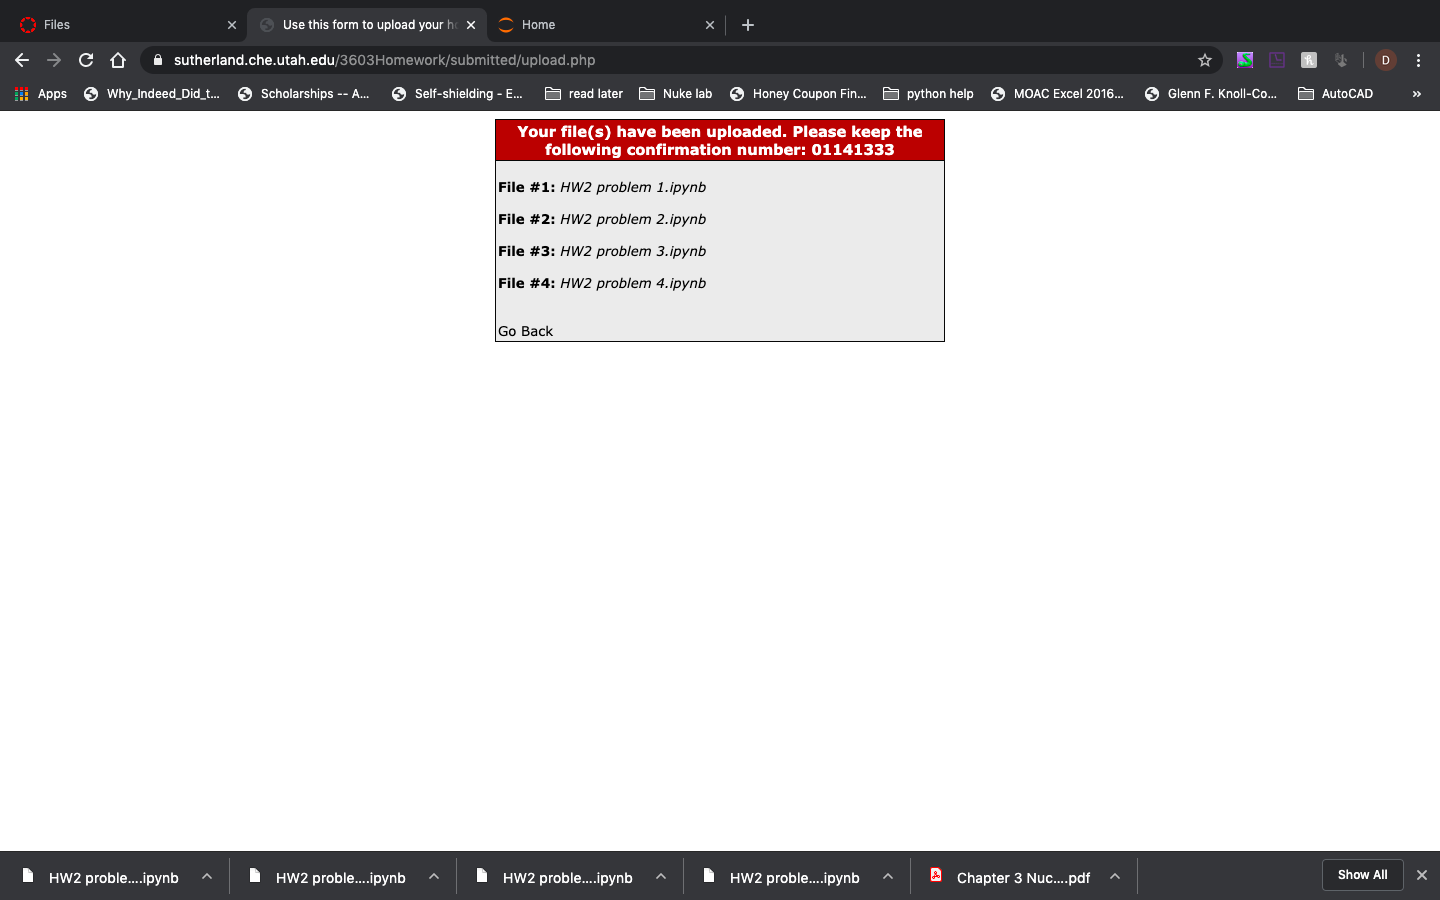 Files
Use this form to upload your ho
Home
sutherland.che.utah.edu/3603Homework/submitted/upload.php
D
Apps
Why_Indeed_Did_t...
Scholarships -- A...
Self-shielding - E...
read later
Nuke lab
Honey Coupon Fin...
python help
MOAC Excel 2016...
Glenn F. Knoll-Co...
AutoCAD
»
Your file(s) have been uploaded. Please keep the
following confirmation number: 01141333
File #1: HW2 problem 1.ipynb
File #2: HW2 problem 2.ipynb
File #3: HW2 problem 3.ipynb
File #4: HW2 problem 4.ipynb
Go Back
HW2 proble....ipynb
HW2 proble....ipynb
HW2 proble....ipynb
HW2 proble....ipynb
Chapter 3 Nuc....pdf
Show All